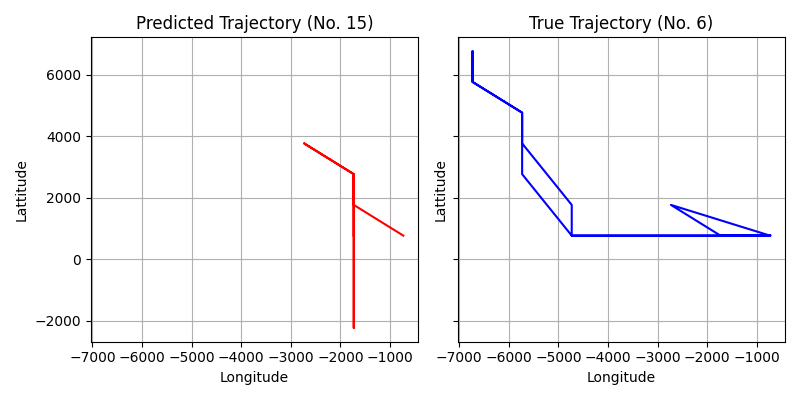 Predicted Trajectory (No. 15)
True Trajectory (No. 6)
6000
4000
2000
0
−2000
Lattitude
Lattitude
−7000 −6000 −5000 −4000 −3000 −2000 −1000
−7000 −6000 −5000 −4000 −3000 −2000 −1000
Longitude
Longitude